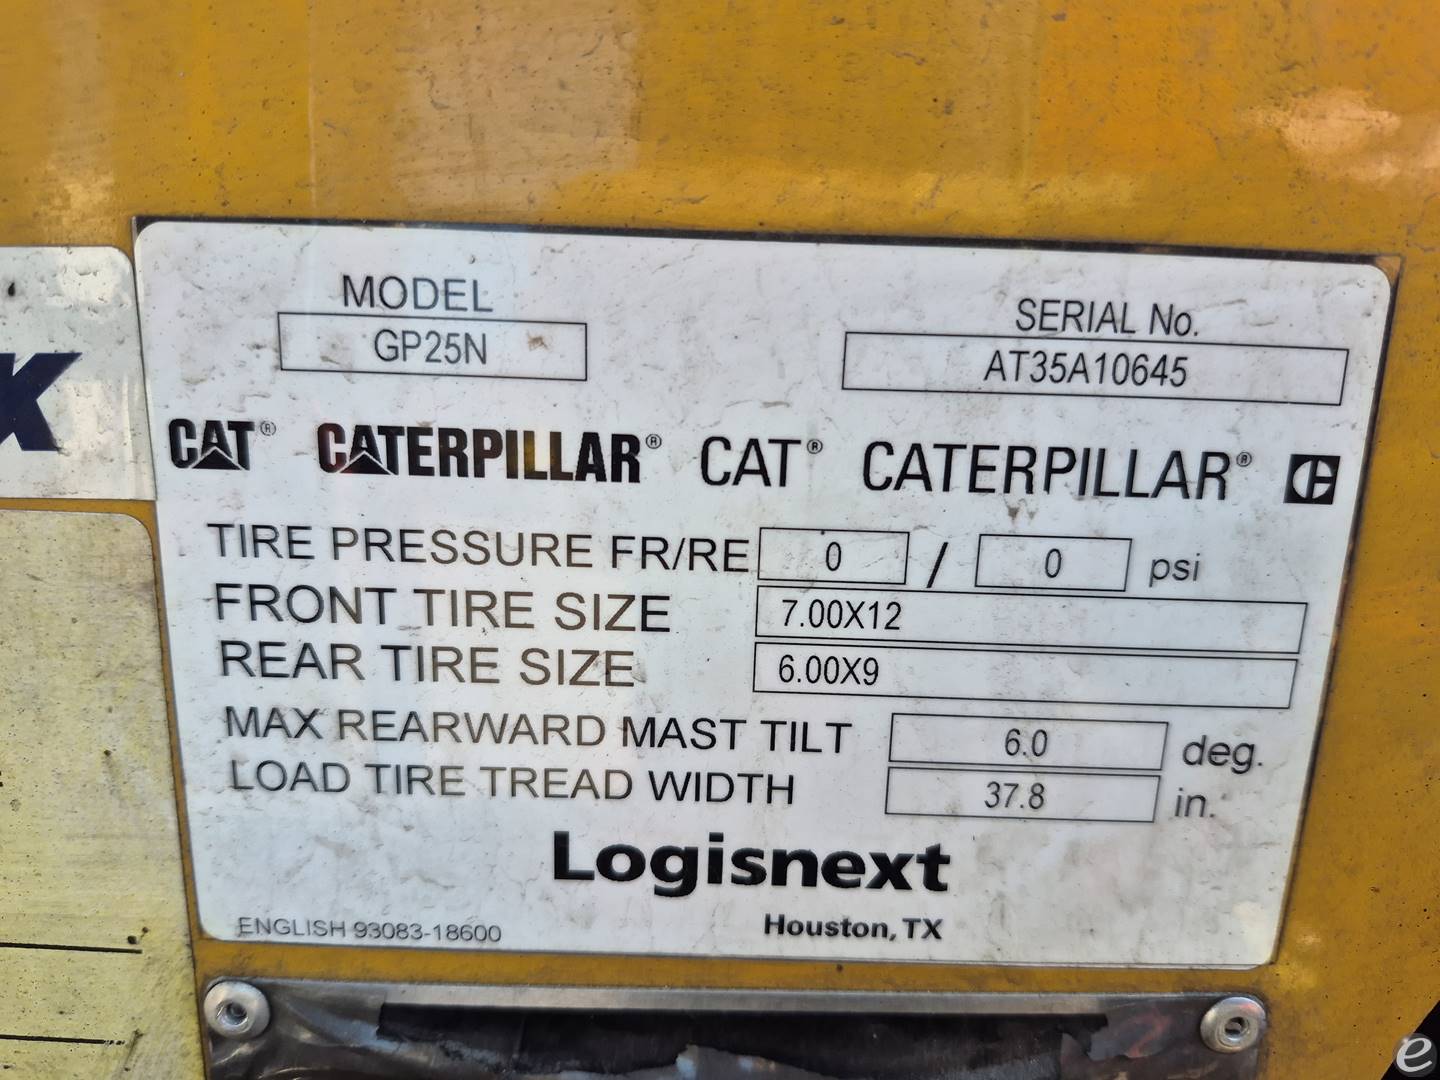 MODEL
GP25N
SERIAL No.
AT35A10645
CAT® CATERPILLAR® CAT® CATERPILLAR® CE
TIRE PRESSURE FR/RE 0 / 0 psi
FRONT TIRE SIZE 7.00X12
REAR TIRE SIZE 6.00X9
MAX REARWARD MAST TILT 6.0 deg.
LOAD TIRE TREAD WIDTH 37.8 in.
Logisnext
Houston, TX
ENGLISH 93083-18600
K
e